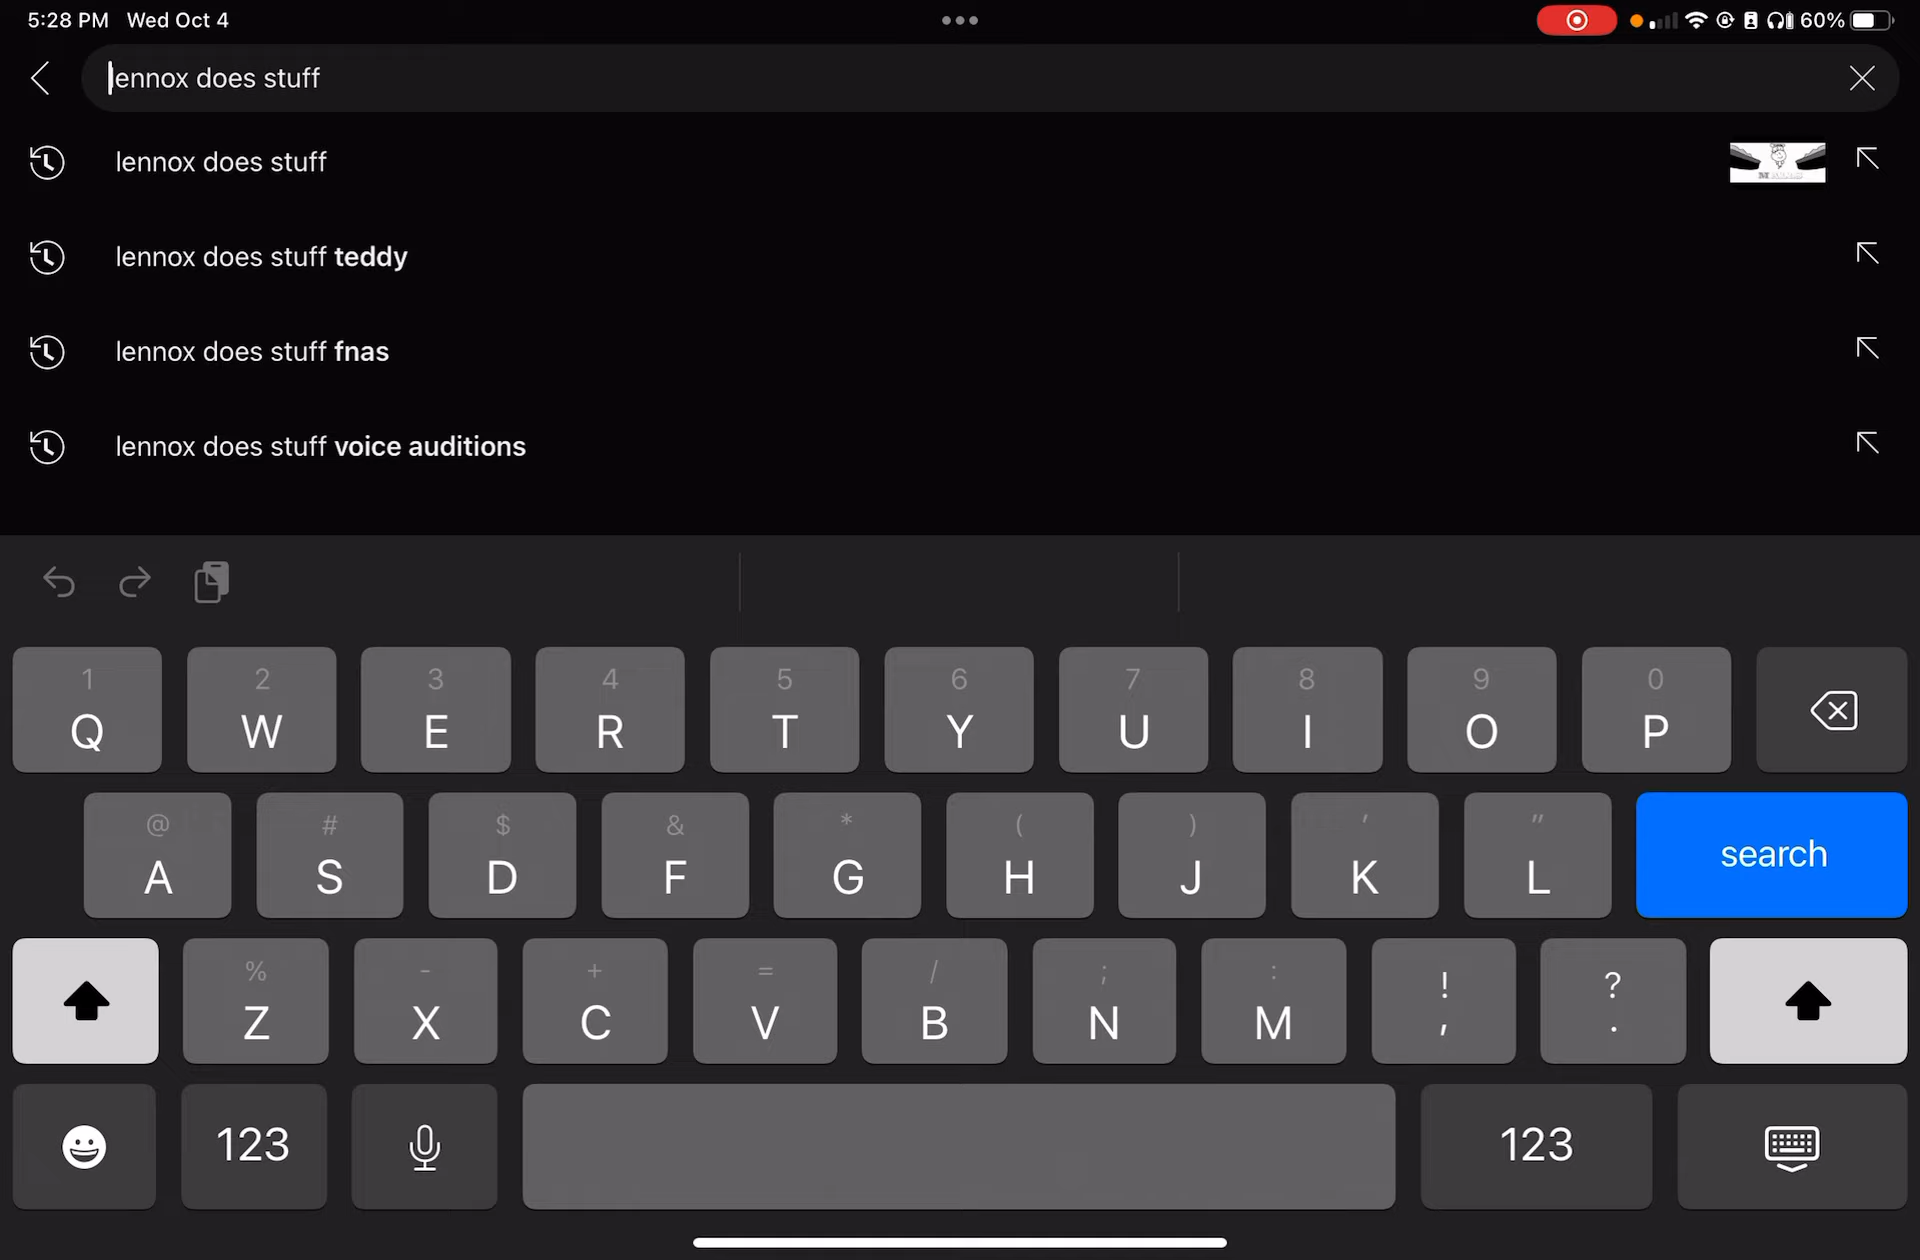 5:28 PM Wed Oct 4
60%
lennox does stuff
lennox does stuff
lennox does stuff teddy
lennox does stuff fnas
lennox does stuff voice auditions
1 2 3 4 5 6 7 8 9 0
Q W E R T Y U I O P
@ # $ & * ( ) ' "
A S D F G H J K L search
% - + = / ; : ! ?
Z X C V B N M , .
123 123